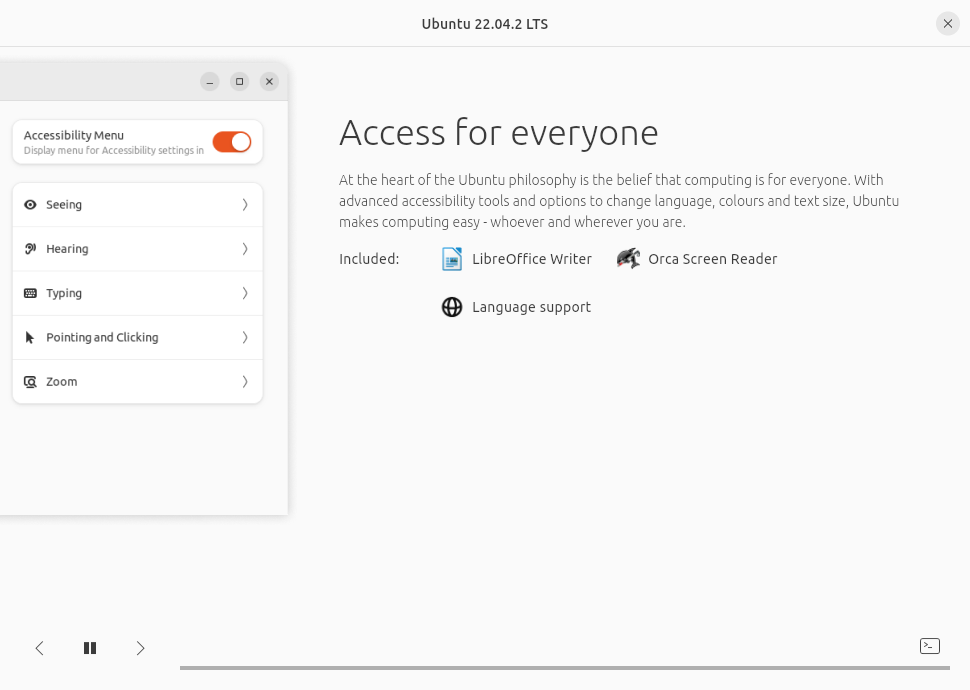 Ubuntu 22.04.2 LTS
Accessibility Menu
Display menu for Accessibility settings in
Seeing
Hearing
Typing
Pointing and Clicking
Zoom
Access for everyone
At the heart of the Ubuntu philosophy is the belief that computing is for everyone. With
advanced accessibility tools and options to change language, colours and text size, Ubuntu
makes computing easy - whoever and wherever you are.
Included:
LibreOffice Writer
Orca Screen Reader
Language support